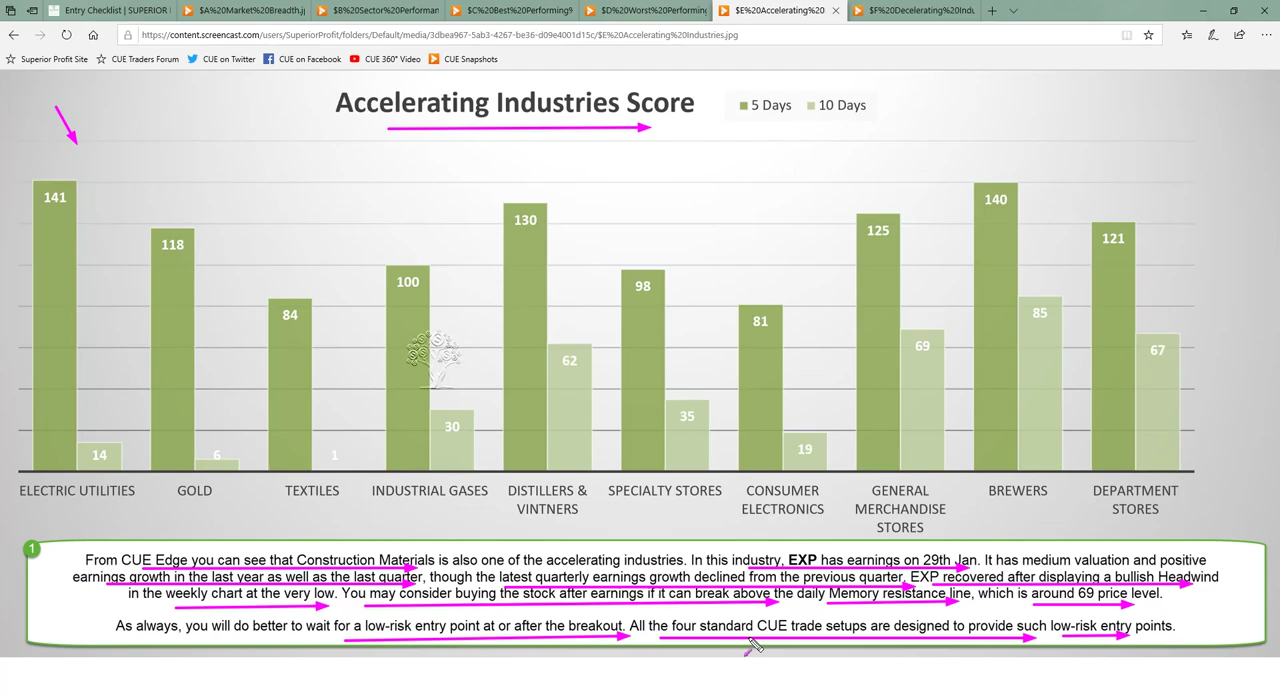 Entry Checklist | SUPERIOR
$A%20Market%20Breadth.j
$B%20Sector%20Performan
$C%20Best%20Performing%
$D%20Worst%20Performing
$E%20Accelerating%20
$F%20Decelerating%20Indu
https://content.screencast.com/users/SuperiorProfit/folders/Default/media/3dbea967-5ab3-4267-be36-d09e4001d15c/$E%20Accelerating%20Industries.jpg
Superior Profit Site
CUE Traders Forum
CUE on Twitter
CUE on Facebook
CUE 360° Video
CUE Snapshots
Accelerating Industries Score
5 Days
10 Days
141
14
118
6
84
1
100
30
130
62
98
35
81
19
125
69
140
85
121
67
ELECTRIC UTILITIES
GOLD
TEXTILES
INDUSTRIAL GASES
DISTILLERS &
VINTNERS
SPECIALTY STORES
CONSUMER
ELECTRONICS
GENERAL
MERCHANDISE
STORES
BREWERS
DEPARTMENT
STORES
1
From CUE Edge you can see that Construction Materials is also one of the accelerating industries. In this industry, EXP has earnings on 29th Jan. It has medium valuation and positive
earnings growth in the last year as well as the last quarter, though the latest quarterly earnings growth declined from the previous quarter. EXP recovered after displaying a bullish Headwind
in the weekly chart at the very low. You may consider buying the stock after earnings if it can break above the daily Memory resistance line, which is around 69 price level.
As always, you will do better to wait for a low-risk entry point at or after the breakout. All the four standard CUE trade setups are designed to provide such low-risk entry points.